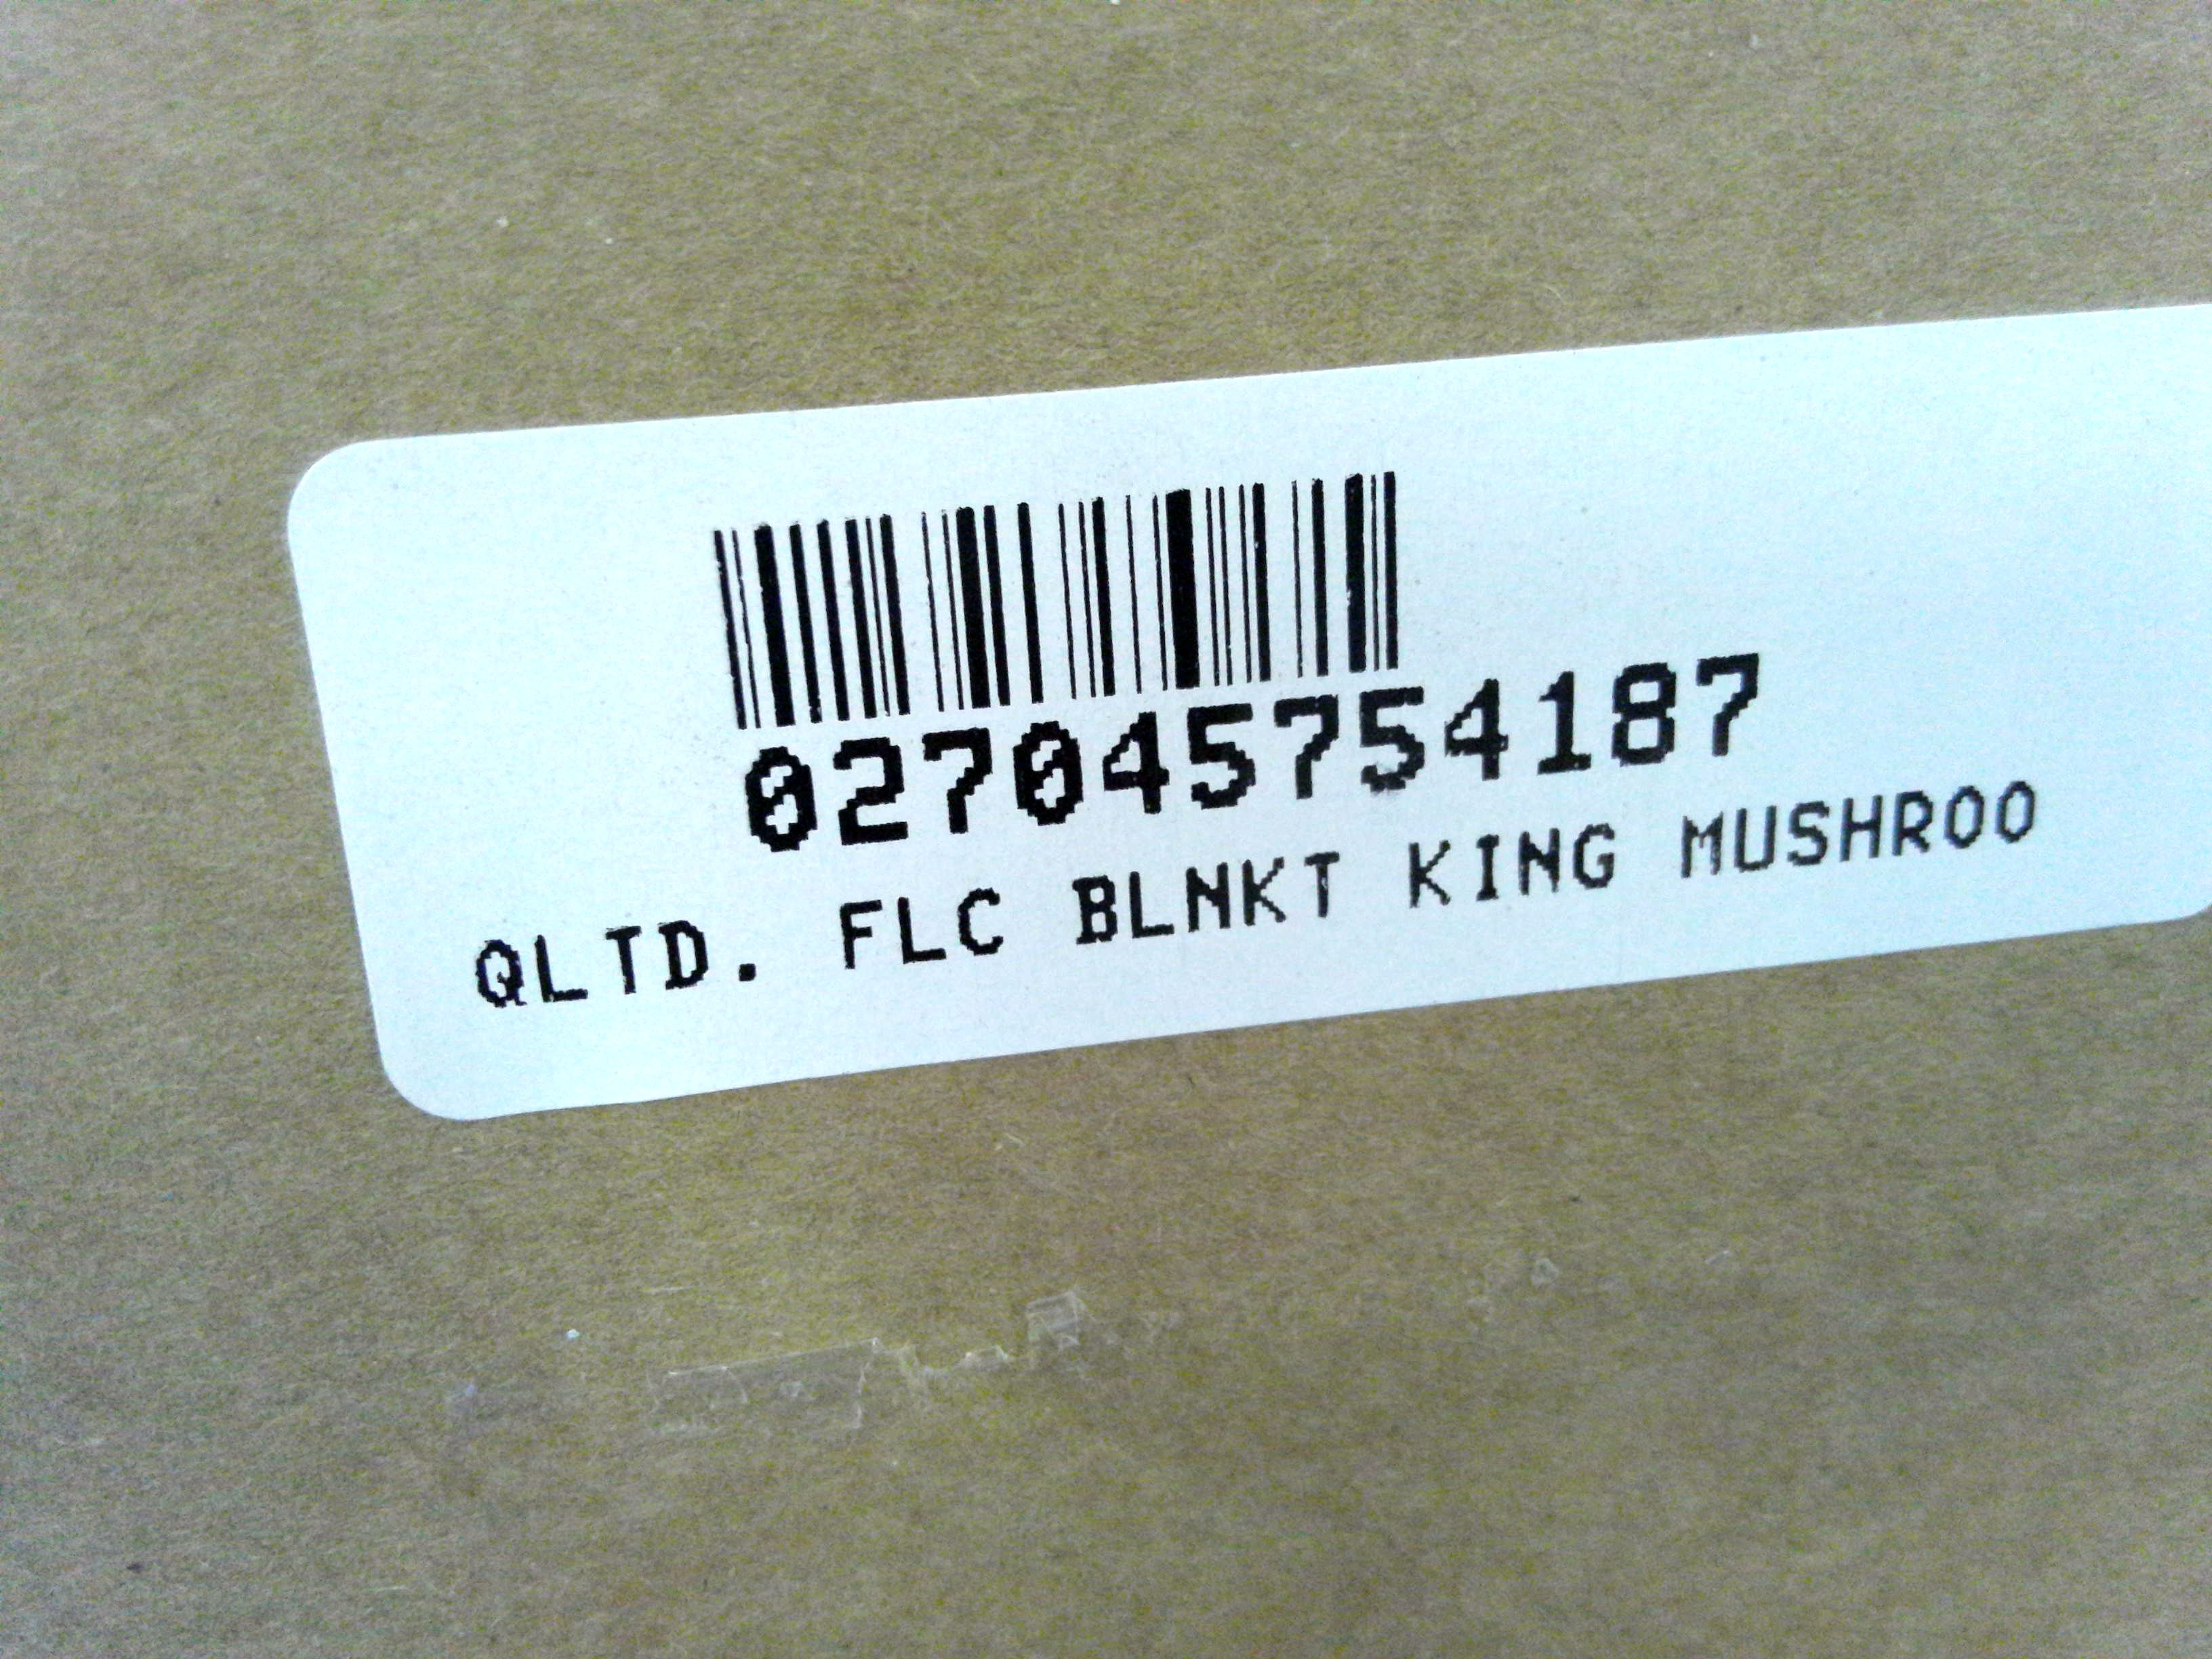 027045754187
QLTD. FLC BLNKT KING MUSHROO